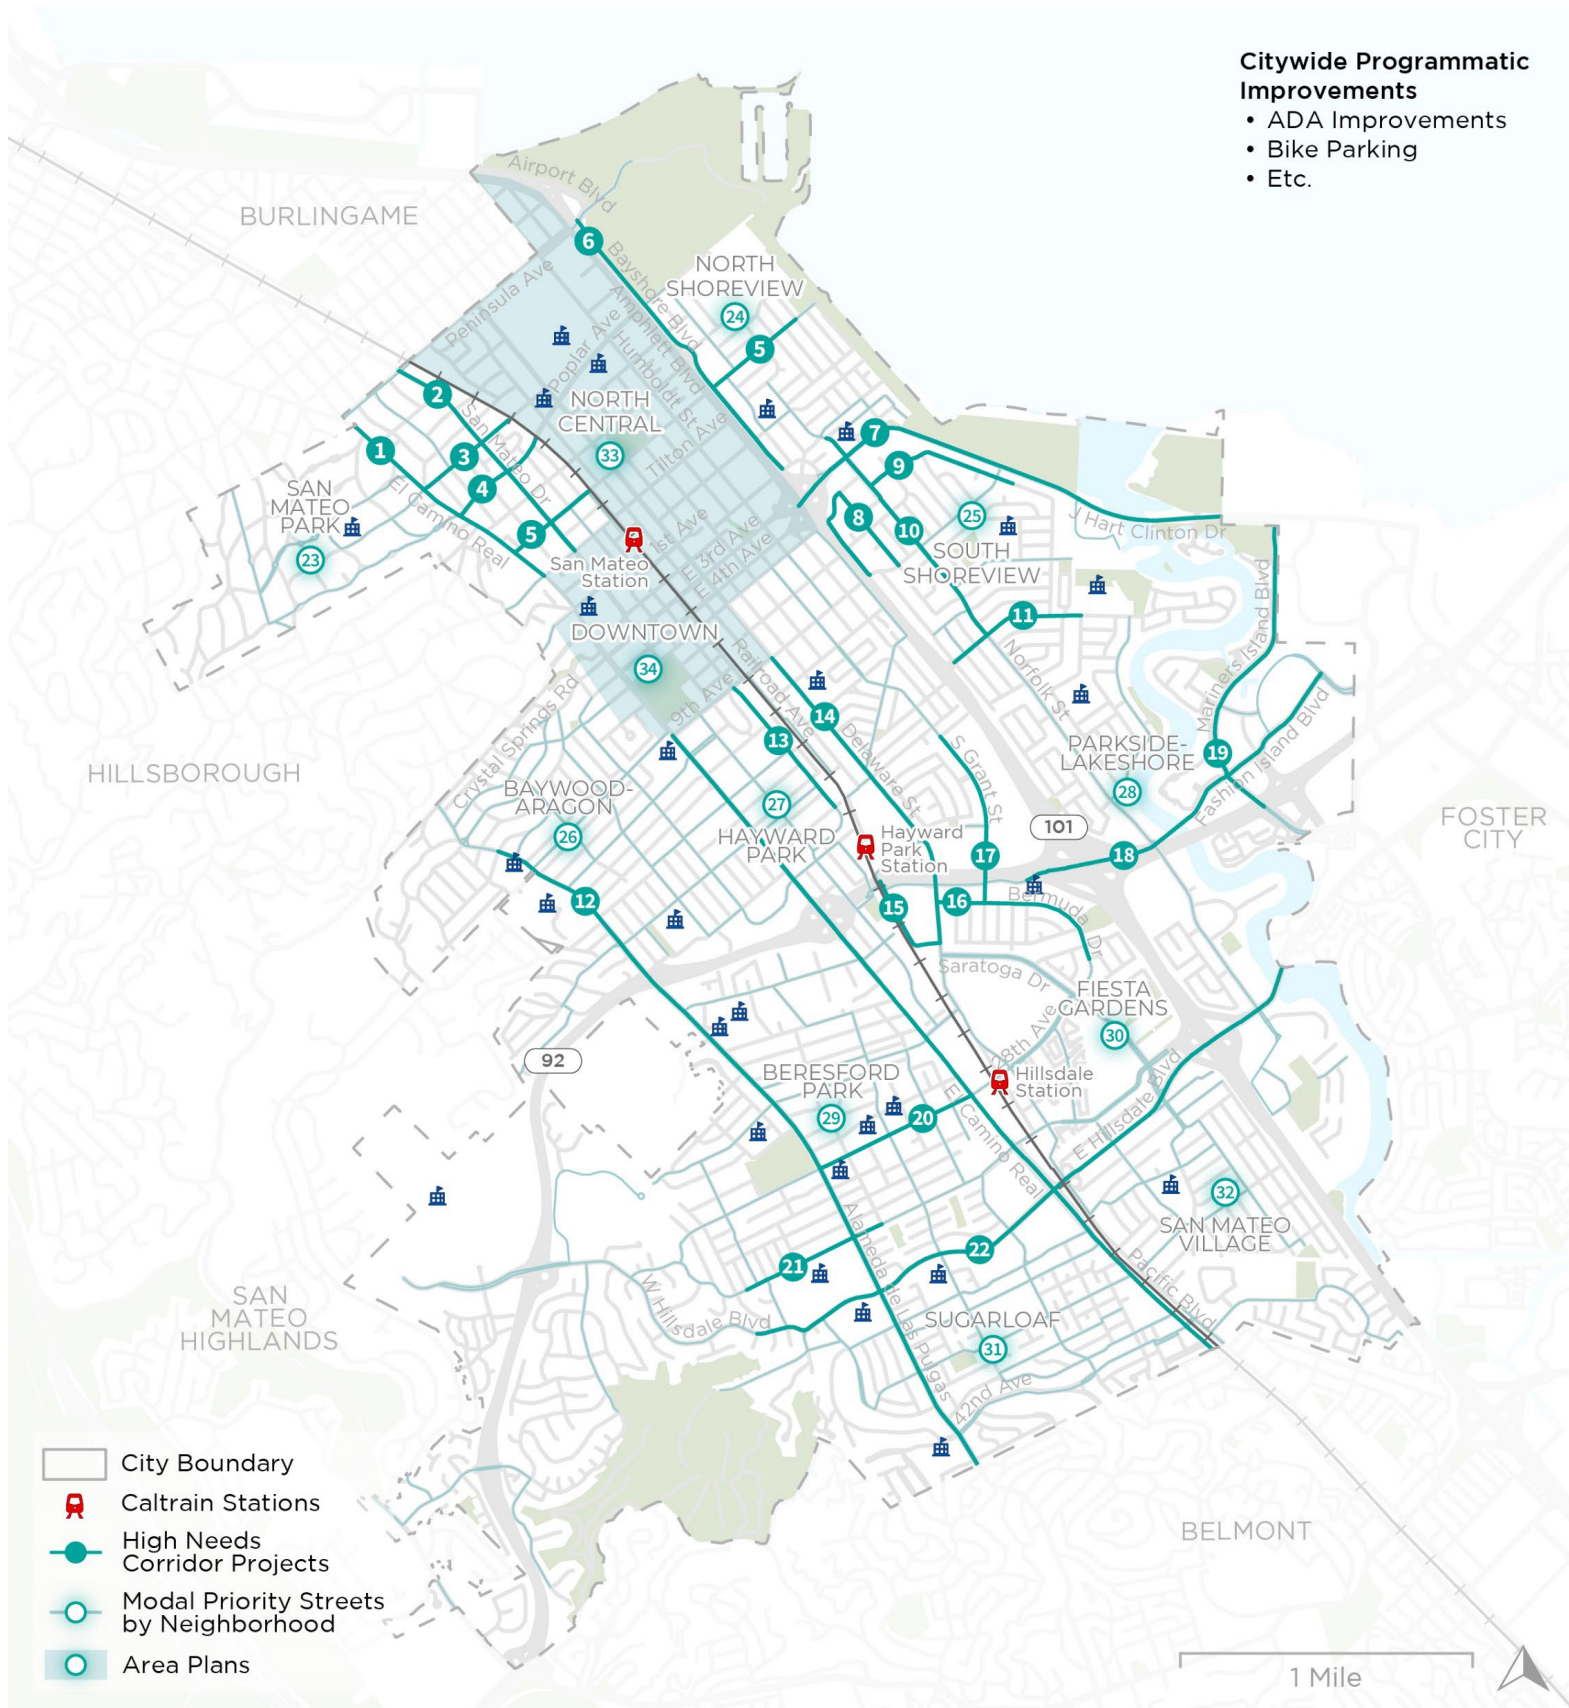 Citywide Programmatic
Improvements
• ADA Improvements
• Bike Parking
• Etc.
Airport Blvd
BURLINGAME
6
Bayshore Blvd
NORTH
SHOREVIEW
24
Peninsula Ave
Amphlett Blvd
Humboldt St
Poplar Ave
5
2
NORTH
CENTRAL
33
Tilton Ave
San Mateo Dr
1
3
4
5
7
9
8
10
25
SOUTH
SHOREVIEW
J Hart Clinton Dr
SAN
MATEO
PARK
23
El Camino Real
San Mateo
Station
1st Ave
E 3rd Ave
E 4th Ave
11
Mariners Island Blvd
DOWNTOWN
34
Railroad Ave
9th Ave
Norfolk St
Crystal Springs Rd
14
13
Delaware St
S Grant St
PARKSIDE-
LAKESHORE
28
19
Fashion Island Blvd
HILLSBOROUGH
BAYWOOD-
ARAGON
26
27
HAYWARD
PARK
Hayward
Park
Station
101
FOSTER
CITY
17
18
12
15
16
Bermuda Dr
Saratoga Dr
FIESTA
GARDENS
30
28th Ave
92
BERESFORD
PARK
29
20
Hillsdale
Station
El Camino Real
E Hillsdale Blvd
32
SAN MATEO
VILLAGE
22
21
Alameda de Las Pulgas
Pacific Blvd
W Hillsdale Blvd
SUGARLOAF
31
42nd Ave
SAN
MATEO
HIGHLANDS
BELMONT
City Boundary
Caltrain Stations
High Needs
Corridor Projects
Modal Priority Streets
by Neighborhood
Area Plans
1 Mile